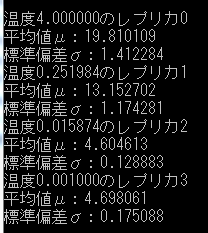 温度4.000000のレプリカ0
平均値μ:19.810109
標準偏差σ:1.412284
温度0.251984のレプリカ1
平均値μ:13.152702
標準偏差σ:1.174281
温度0.015874のレプリカ2
平均値μ:4.604613
標準偏差σ:0.128883
温度0.001000のレプリカ3
平均値μ:4.698061
標準偏差σ:0.175088